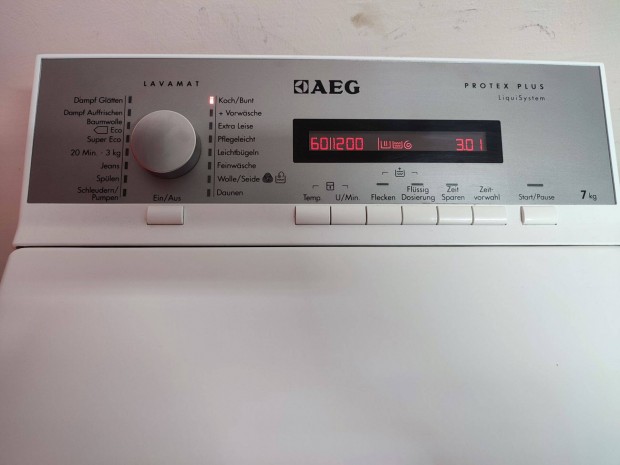 LAVAMAT
AEG
PROTEX PLUS
LiquiSystem
Dampf Glätten
Dampf Auffrischen
Baumwolle
Eco
Super Eco
20 Min. - 3 kg
Jeans
Spülen
Schleudern/
Pumpen
Koch/Bunt
+ Vorwäsche
Extra Leise
Pflegeleicht
Leichtbügeln
Feinwäsche
Wolle/Seide
Daunen
Ein/Aus
60 1200 3.01
Temp.
U/Min.
Flecken
Flüssig
Dosierung
Zeit
Sparen
Zeit-
vorwahl
Start/Pause
7 kg